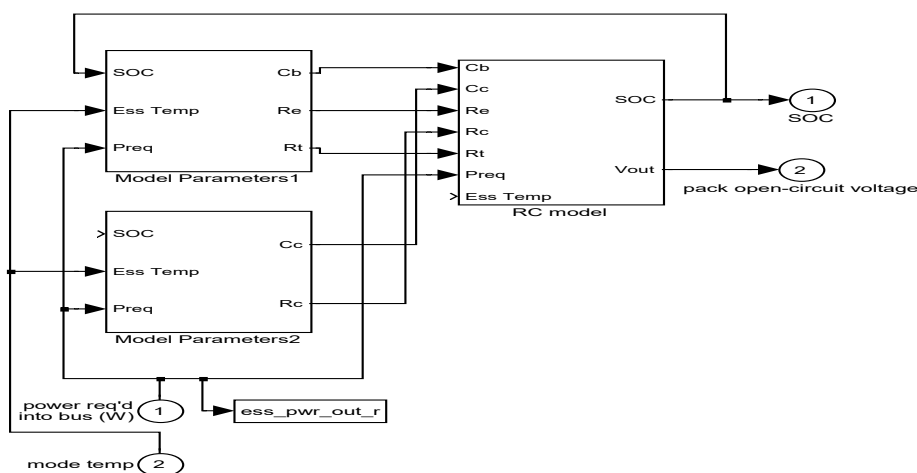 SOC
Ess Temp
Preq
Cb
Re
Rt
Model Parameters1
SOC
Ess Temp
Preq
Cc
Rc
Model Parameters2
Cb
Cc
Re
Rc
Rt
Preq
Ess Temp
SOC
Vout
RC model
1
SOC
2
pack open-circuit voltage
power req'd
into bus (W)
1
ess_pwr_out_r
mode temp
2